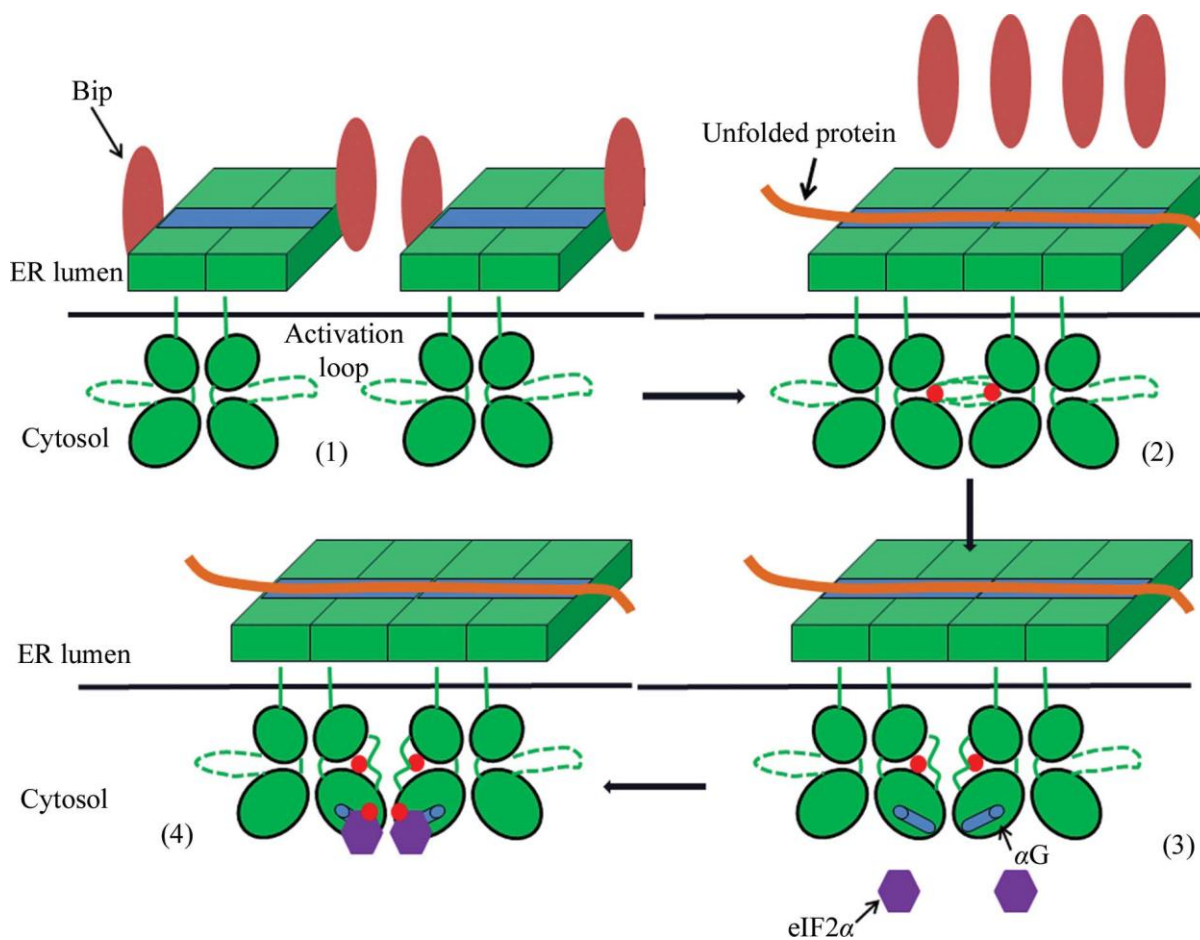 Bip
Unfolded protein
ER lumen
Activation
loop
Cytosol
(1)
(2)
ER lumen
Cytosol
(4)
(3)
αG
eIF2α